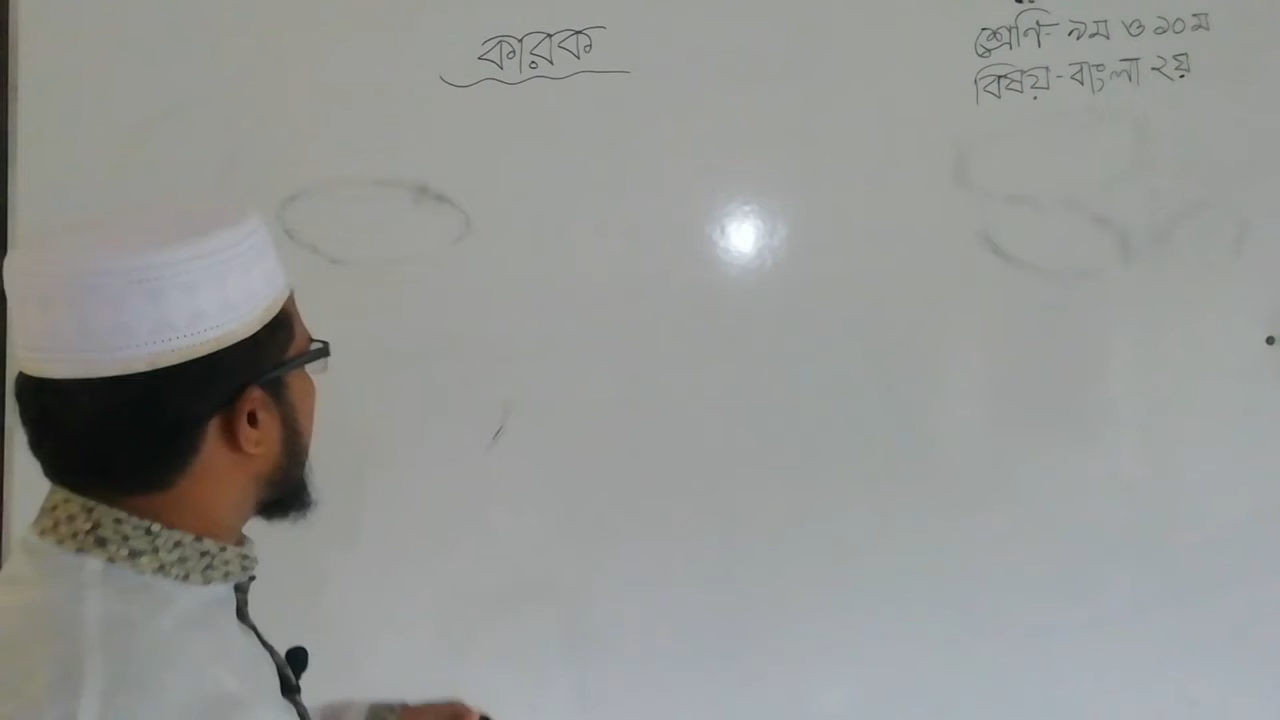 কারক
শ্রেণি- ৯ম ও ১০ম
বিষয় - বাংলা ২য়